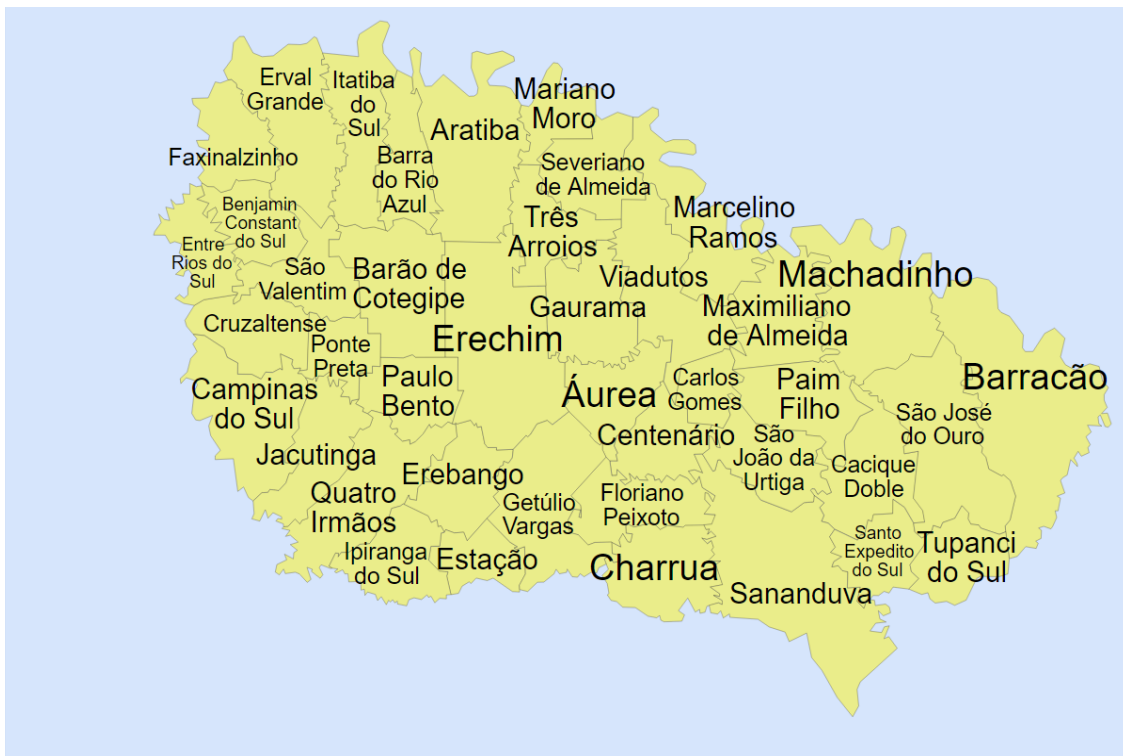 Erval
Grande
Itatiba
do
Sul
Mariano
Moro
Aratiba
Faxinalzinho
Barra
do Rio
Azul
Severiano
de Almeida
Benjamin
Constant
do Sul
Três
Arroios
Marcelino
Ramos
Entre
Rios do
Sul
São
Valentim
Barão de
Cotegipe
Viadutos
Machadinho
Gaurama
Maximiliano
de Almeida
Cruzaltense
Erechim
Ponte
Preta
Campinas
do Sul
Paulo
Bento
Áurea
Carlos
Gomes
Paim
Filho
Barracão
São José
do Ouro
Jacutinga
Centenário
São
João da
Urtiga
Erebango
Cacique
Doble
Quatro
Irmãos
Getúlio
Vargas
Floriano
Peixoto
Santo
Expedito
do Sul
Tupanci
do Sul
Ipiranga
do Sul
Estação
Charrua
Sananduva